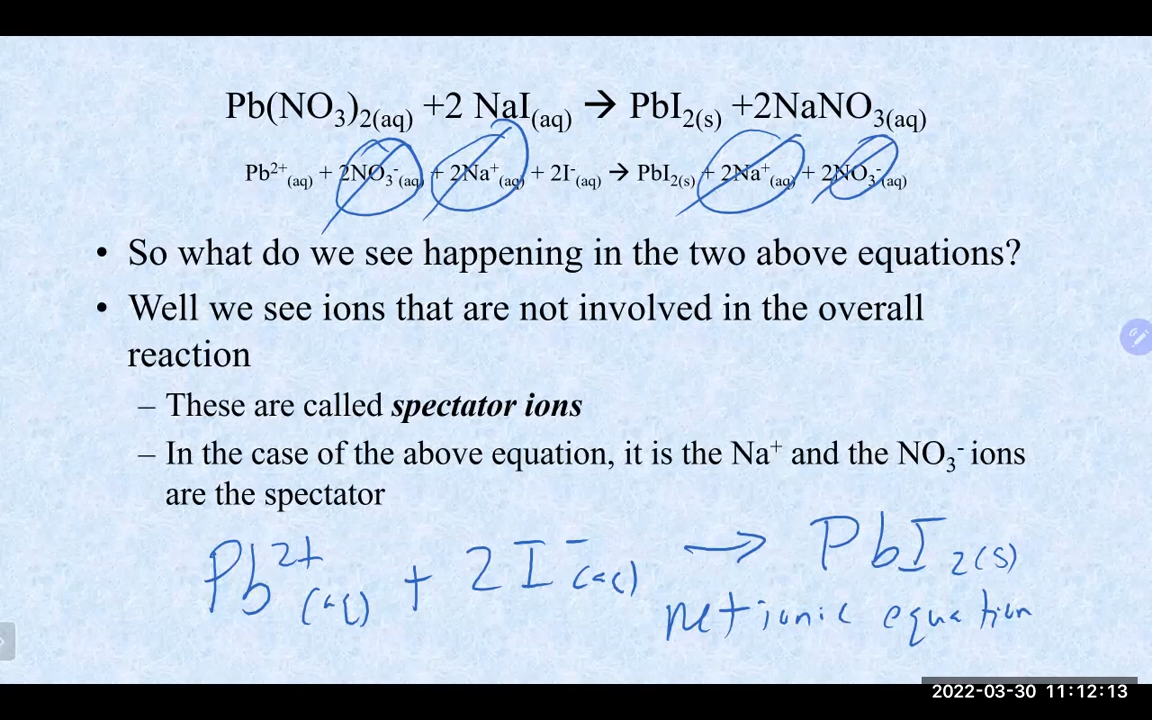 Pb(NO₃)₂(aq) +2 NaI(aq) → PbI₂(s) +2NaNO₃(aq)
Pb²⁺(aq) + 2NO₃⁻(aq) + 2Na⁺(aq) + 2I⁻(aq) → PbI₂(s) + 2Na⁺(aq) + 2NO₃⁻(aq)
• So what do we see happening in the two above equations?
• Well we see ions that are not involved in the overall
reaction
– These are called spectator ions
– In the case of the above equation, it is the Na⁺ and the NO₃⁻ ions
are the spectator
Pb²⁺(aq) + 2I⁻(aq) → PbI₂(s)
net ionic equation
2022-03-30 11:12:13